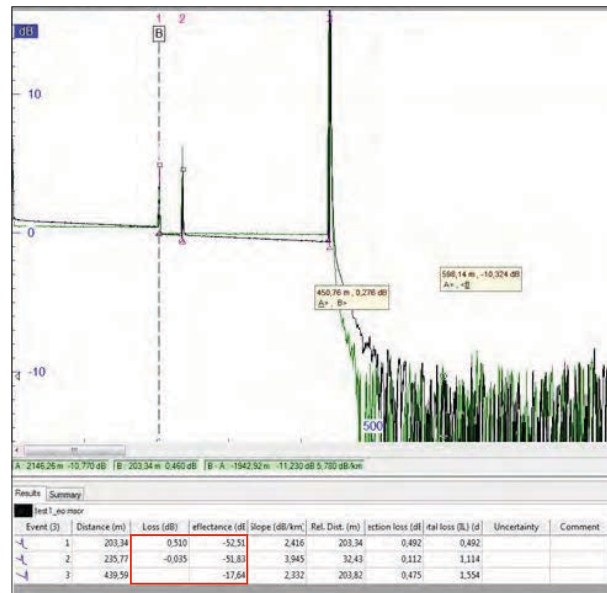 1 2 3
dB
B
10
0
-10
450,76 m , 0,276 dB
A> , B>
598,14 m , -10,324 dB
A> , <B
500
A : 2146,26 m -10,770 dB B : 203,34 m 0,460 dB B - A : -1942,92 m -11,230 dB 5,780 dB/km
Results Summary
test1_eo.msor
Event (3) Distance (m) Loss (dB) eflectance (dE Slope (dB/km) Rel. Dist. (m) ection loss (dE tal loss (IL) (d Uncertainty Comment
1 203,34 0,510 -52,51 2,416 203,34 0,492 0,492
2 235,77 -0,035 -51,83 3,945 32,43 0,112 1,114
3 439,59 -17,64 2,332 203,82 0,475 1,554